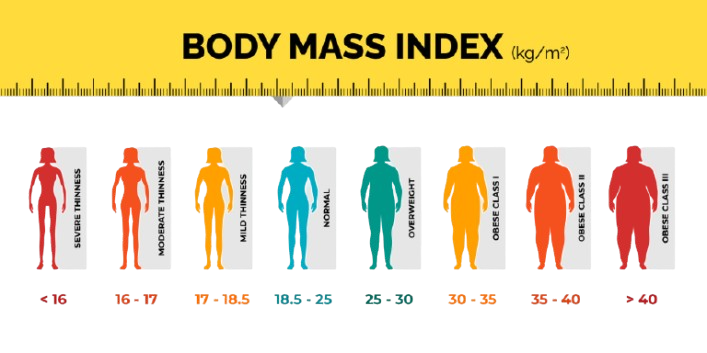 BODY MASS INDEX (kg/m²)
SEVERE THINNESS
MODERATE THINNESS
MILD THINNESS
NORMAL
OVERWEIGHT
OBESE CLASS I
OBESE CLASS II
OBESE CLASS III
< 16
16 - 17
17 - 18.5
18.5 - 25
25 - 30
30 - 35
35 - 40
> 40